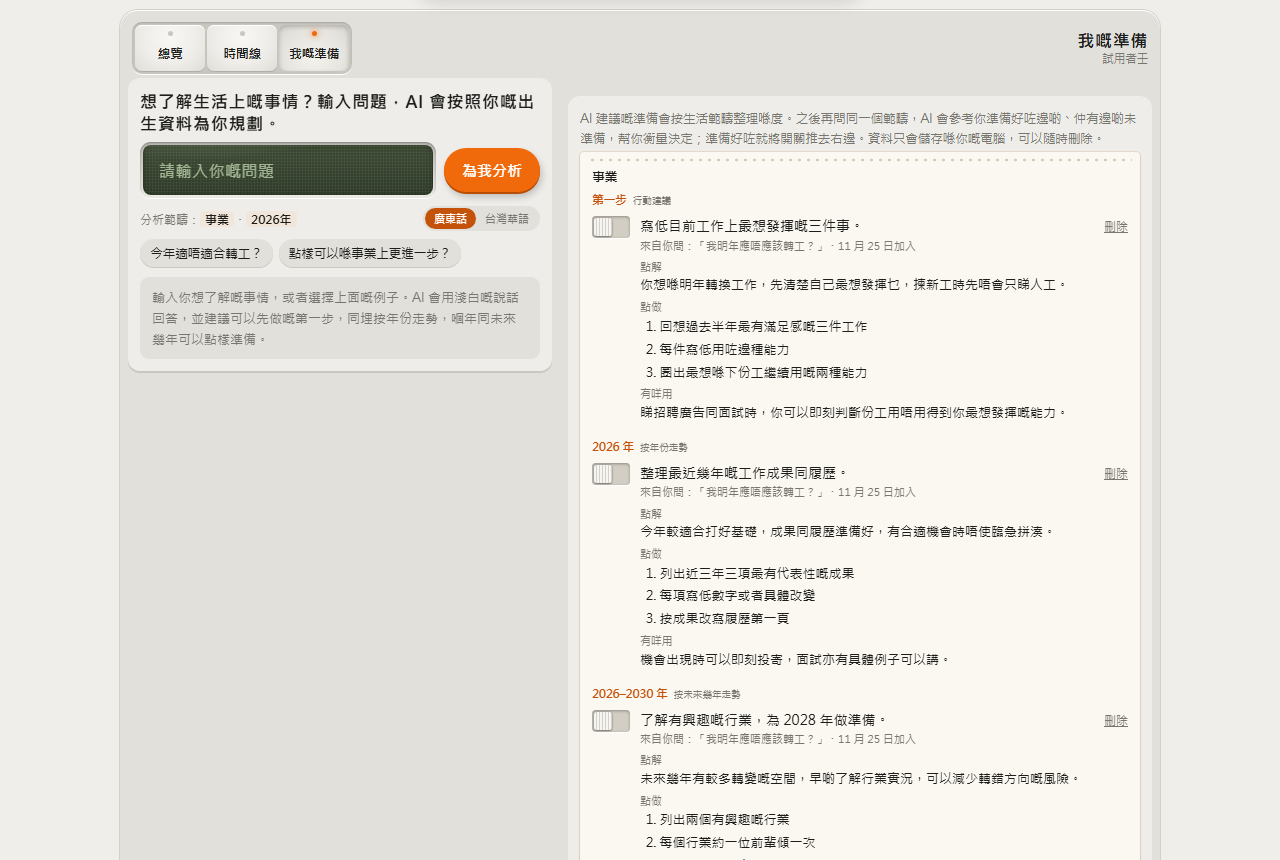 總覽
時間線
我嘅準備
我嘅準備
試用者王
想了解生活上嘅事情？輸入問題，AI 會按照你嘅出
生資料為你規劃。
請輸入你嘅問題
為我分析
分析範疇： 事業 · 2026年
廣東話
台灣華語
今年適唔適合轉工？
點樣可以喺事業上更進一步？
輸入你想了解嘅事情，或者選擇上面嘅例子。AI 會用淺白嘅說話
回答，並建議可以先做嘅第一步，同埋按年份走勢，嗰年同未來
幾年可以點樣準備。
AI 建議嘅準備會按生活範疇整理喺度。之後再問同一個範疇，AI 會參考你準備好咗邊啲、仲有邊啲未
準備，幫你衡量決定；準備好咗就將開關推去右邊。資料只會儲存喺你嘅電腦，可以隨時刪除。
事業
第一步 行動建議
寫低目前工作上最想發揮嘅三件事。
刪除
來自你問：「我明年應唔應該轉工？」 · 11 月 25 日加入
點解
你想喺明年轉換工作，先清楚自己最想發揮乜，揀新工時先唔會只睇人工。
點做
1. 回想過去半年最有滿足感嘅三件工作
2. 每件寫低用咗邊種能力
3. 圈出最想喺下份工繼續用嘅兩種能力
有咩用
睇招聘廣告同面試時，你可以即刻判斷份工用唔用得到你最想發揮嘅能力。
2026 年 按年份走勢
整理最近幾年嘅工作成果同履歷。
刪除
來自你問：「我明年應唔應該轉工？」 · 11 月 25 日加入
點解
今年較適合打好基礎，成果同履歷準備好，有合適機會時唔使臨急拼湊。
點做
1. 列出近三年三項最有代表性嘅成果
2. 每項寫低數字或者具體改變
3. 按成果改寫履歷第一頁
有咩用
機會出現時可以即刻投寄，面試亦有具體例子可以講。
2026–2030 年 按未來幾年走勢
了解有興趣嘅行業，為 2028 年做準備。
刪除
來自你問：「我明年應唔應該轉工？」 · 11 月 25 日加入
點解
未來幾年有較多轉變嘅空間，早啲了解行業實況，可以減少轉錯方向嘅風險。
點做
1. 列出兩個有興趣嘅行業
2. 每個行業約一位前輩傾一次